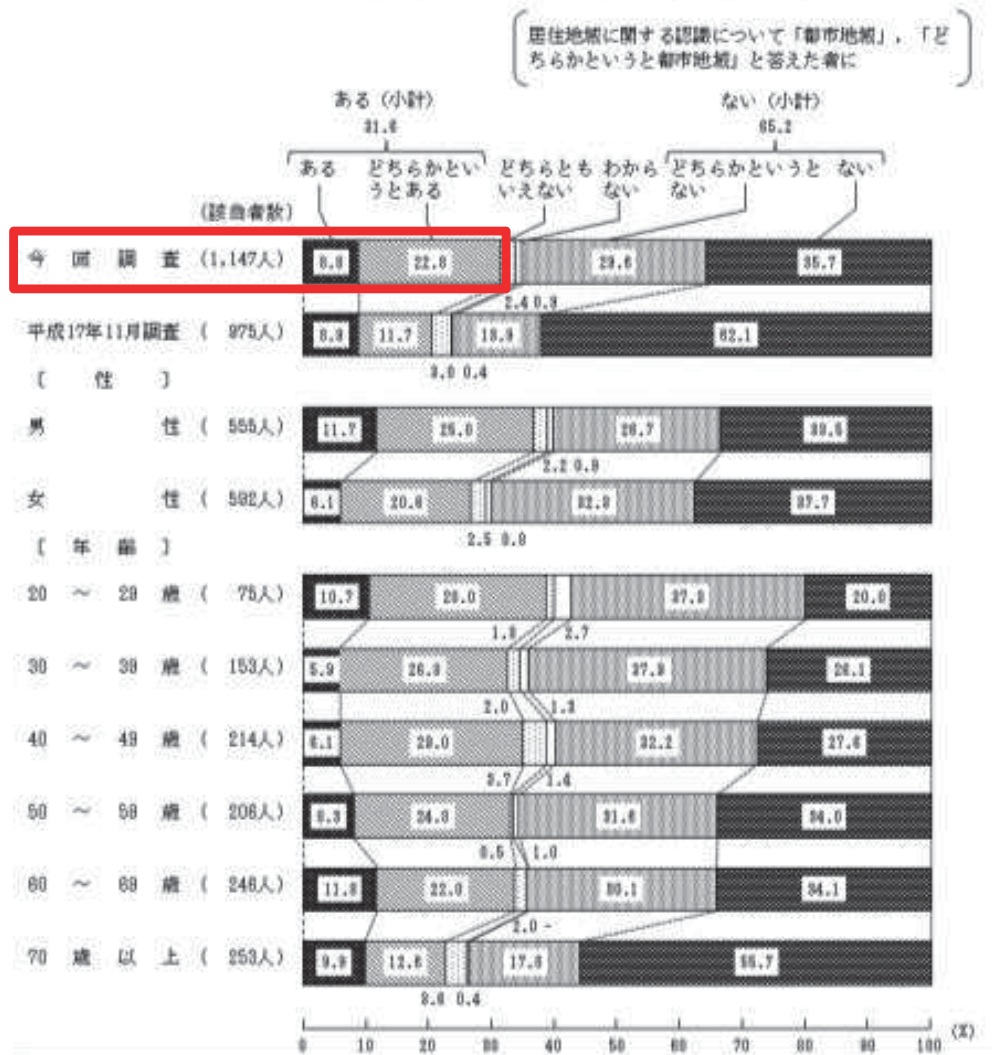 居住地域に関する認識について「都市地域」，「ど
ちらかというと都市地域」と答えた者に
ある（小計）
31.6
ない（小計）
65.2
ある どちらかとい どちらとも わから どちらかというと ない
うとある いえない ない ない
(該当者数)
今回調査 (1,147人) 8.8 22.8 29.6 35.7
2.4 0.9
平成17年11月調査 ( 975人) 8.9 11.7 62.1
3.0 0.4
〔 性 〕
男性 ( 555人) 11.7 25.0 26.7 33.5
2.2 0.9
女性 ( 592人) 6.1 20.8 32.3 37.7
2.5 0.8
〔 年齢 〕
20 ～ 29 歳 ( 75人) 10.7 28.0 37.3 20.0
1.3 2.7
30 ～ 39 歳 ( 153人) 5.9 26.8 37.9 26.1
2.0 1.3
40 ～ 49 歳 ( 214人) 6.1 29.0 32.2 27.6
3.7 1.4
50 ～ 59 歳 ( 206人) 8.3 24.8 31.6 34.0
0.5 1.0
60 ～ 69 歳 ( 246人) 11.8 22.0 30.1 34.1
2.0 -
70 歳以上 ( 253人) 9.9 12.6 17.8 55.7
3.6 0.4
0 10 20 30 40 50 60 70 80 90 100 (%)